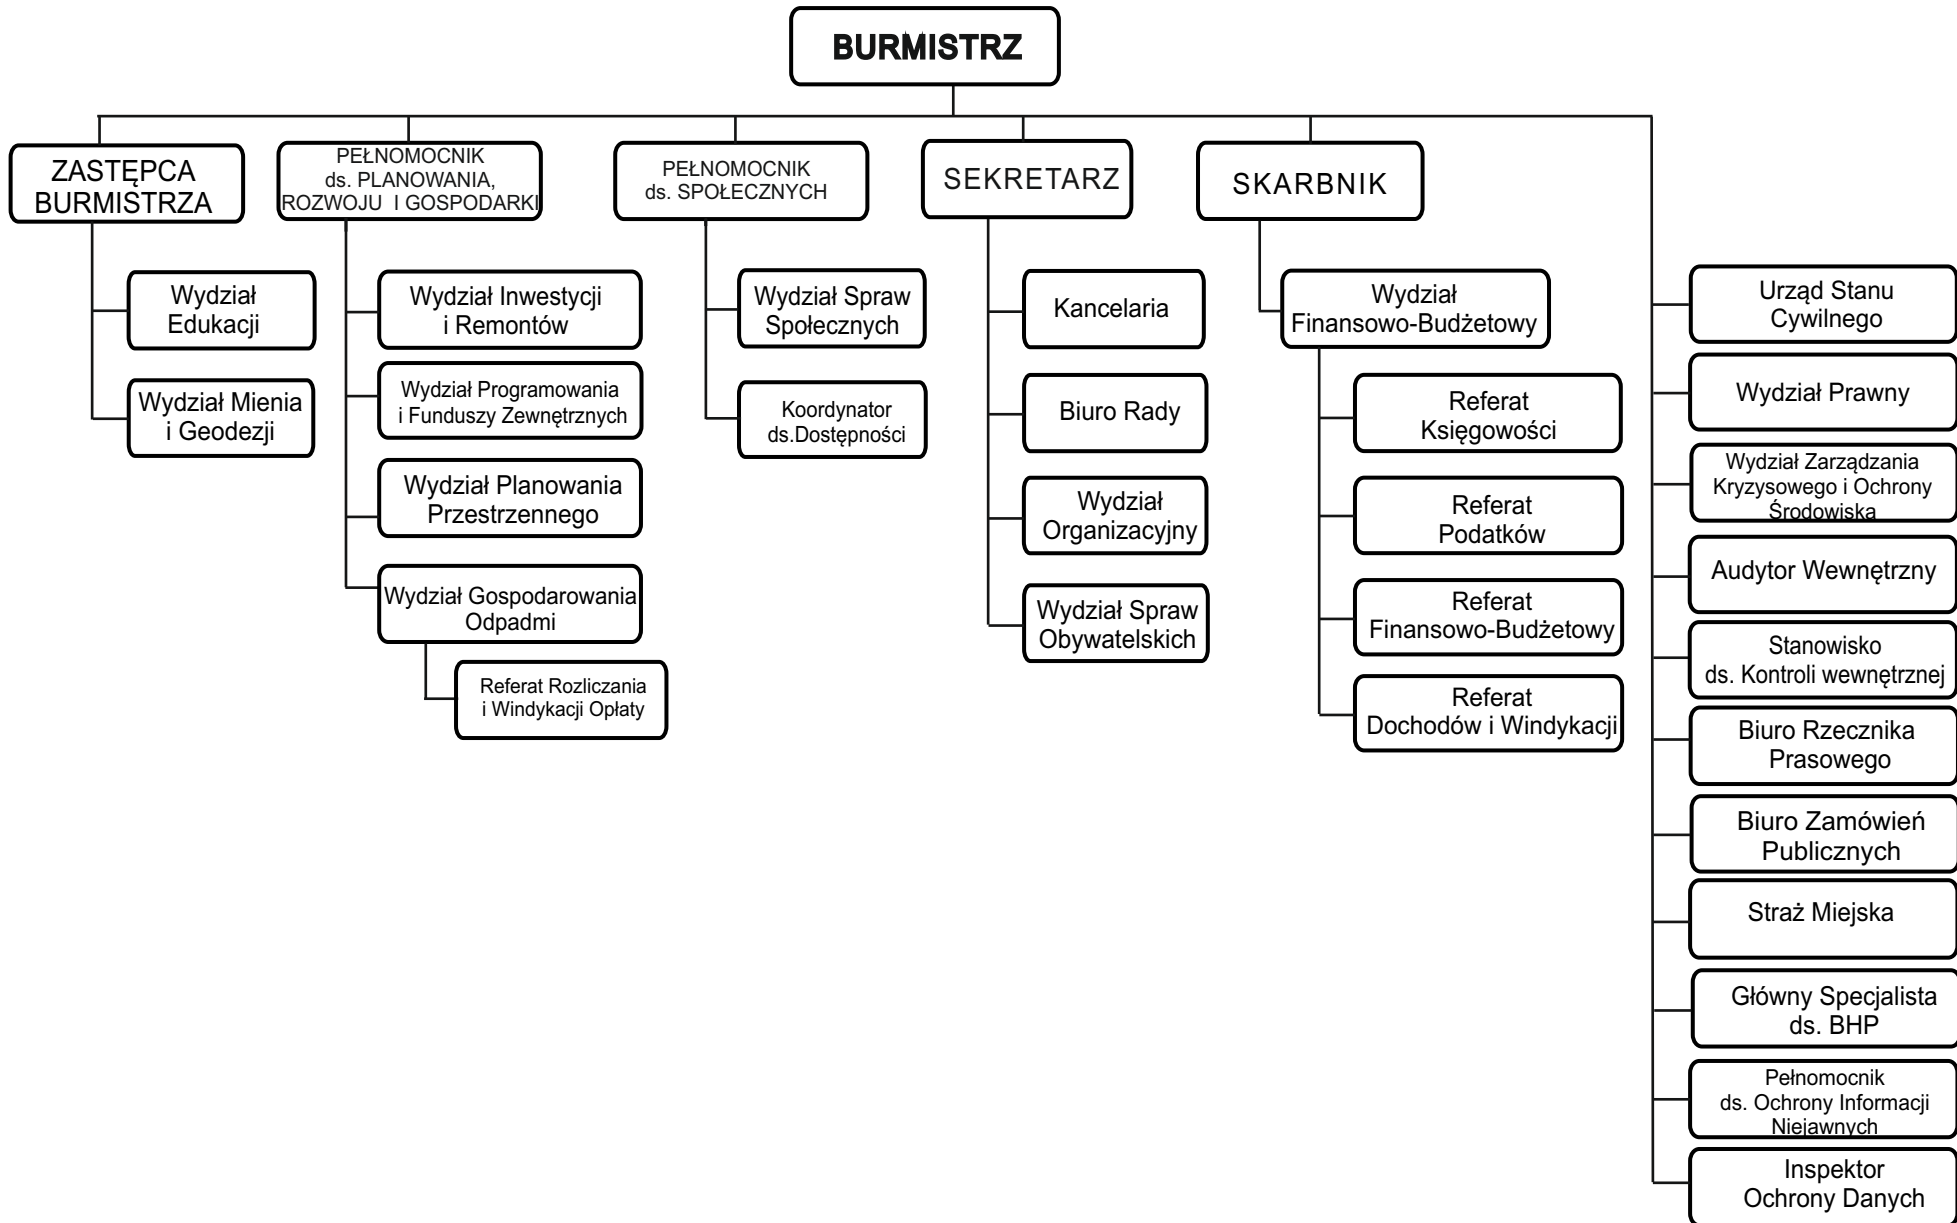 BURMISTRZ
ZASTĘPCA
BURMISTRZA
Wydział
Edukacji
Wydział Mienia
i Geodezji
PEŁNOMOCNIK
ds. PLANOWANIA,
ROZWOJU I GOSPODARKI
Wydział Inwestycji
i Remontów
Wydział Programowania
i Funduszy Zewnętrznych
Wydział Planowania
Przestrzennego
Wydział Gospodarowania
Odpadmi
Referat Rozliczania
i Windykacji Opłaty
PEŁNOMOCNIK
ds. SPOŁECZNYCH
Wydział Spraw
Społecznych
Koordynator
ds.Dostępności
SEKRETARZ
Kancelaria
Biuro Rady
Wydział
Organizacyjny
Wydział Spraw
Obywatelskich
SKARBNIK
Wydział
Finansowo-Budżetowy
Referat
Księgowości
Referat
Podatków
Referat
Finansowo-Budżetowy
Referat
Dochodów i Windykacji
Urząd Stanu
Cywilnego
Wydział Prawny
Wydział Zarządzania
Kryzysowego i Ochrony
Środowiska
Audytor Wewnętrzny
Stanowisko
ds. Kontroli wewnętrznej
Biuro Rzecznika
Prasowego
Biuro Zamówień
Publicznych
Straż Miejska
Główny Specjalista
ds. BHP
Pełnomocnik
ds. Ochrony Informacji
Niejawnych
Inspektor
Ochrony Danych